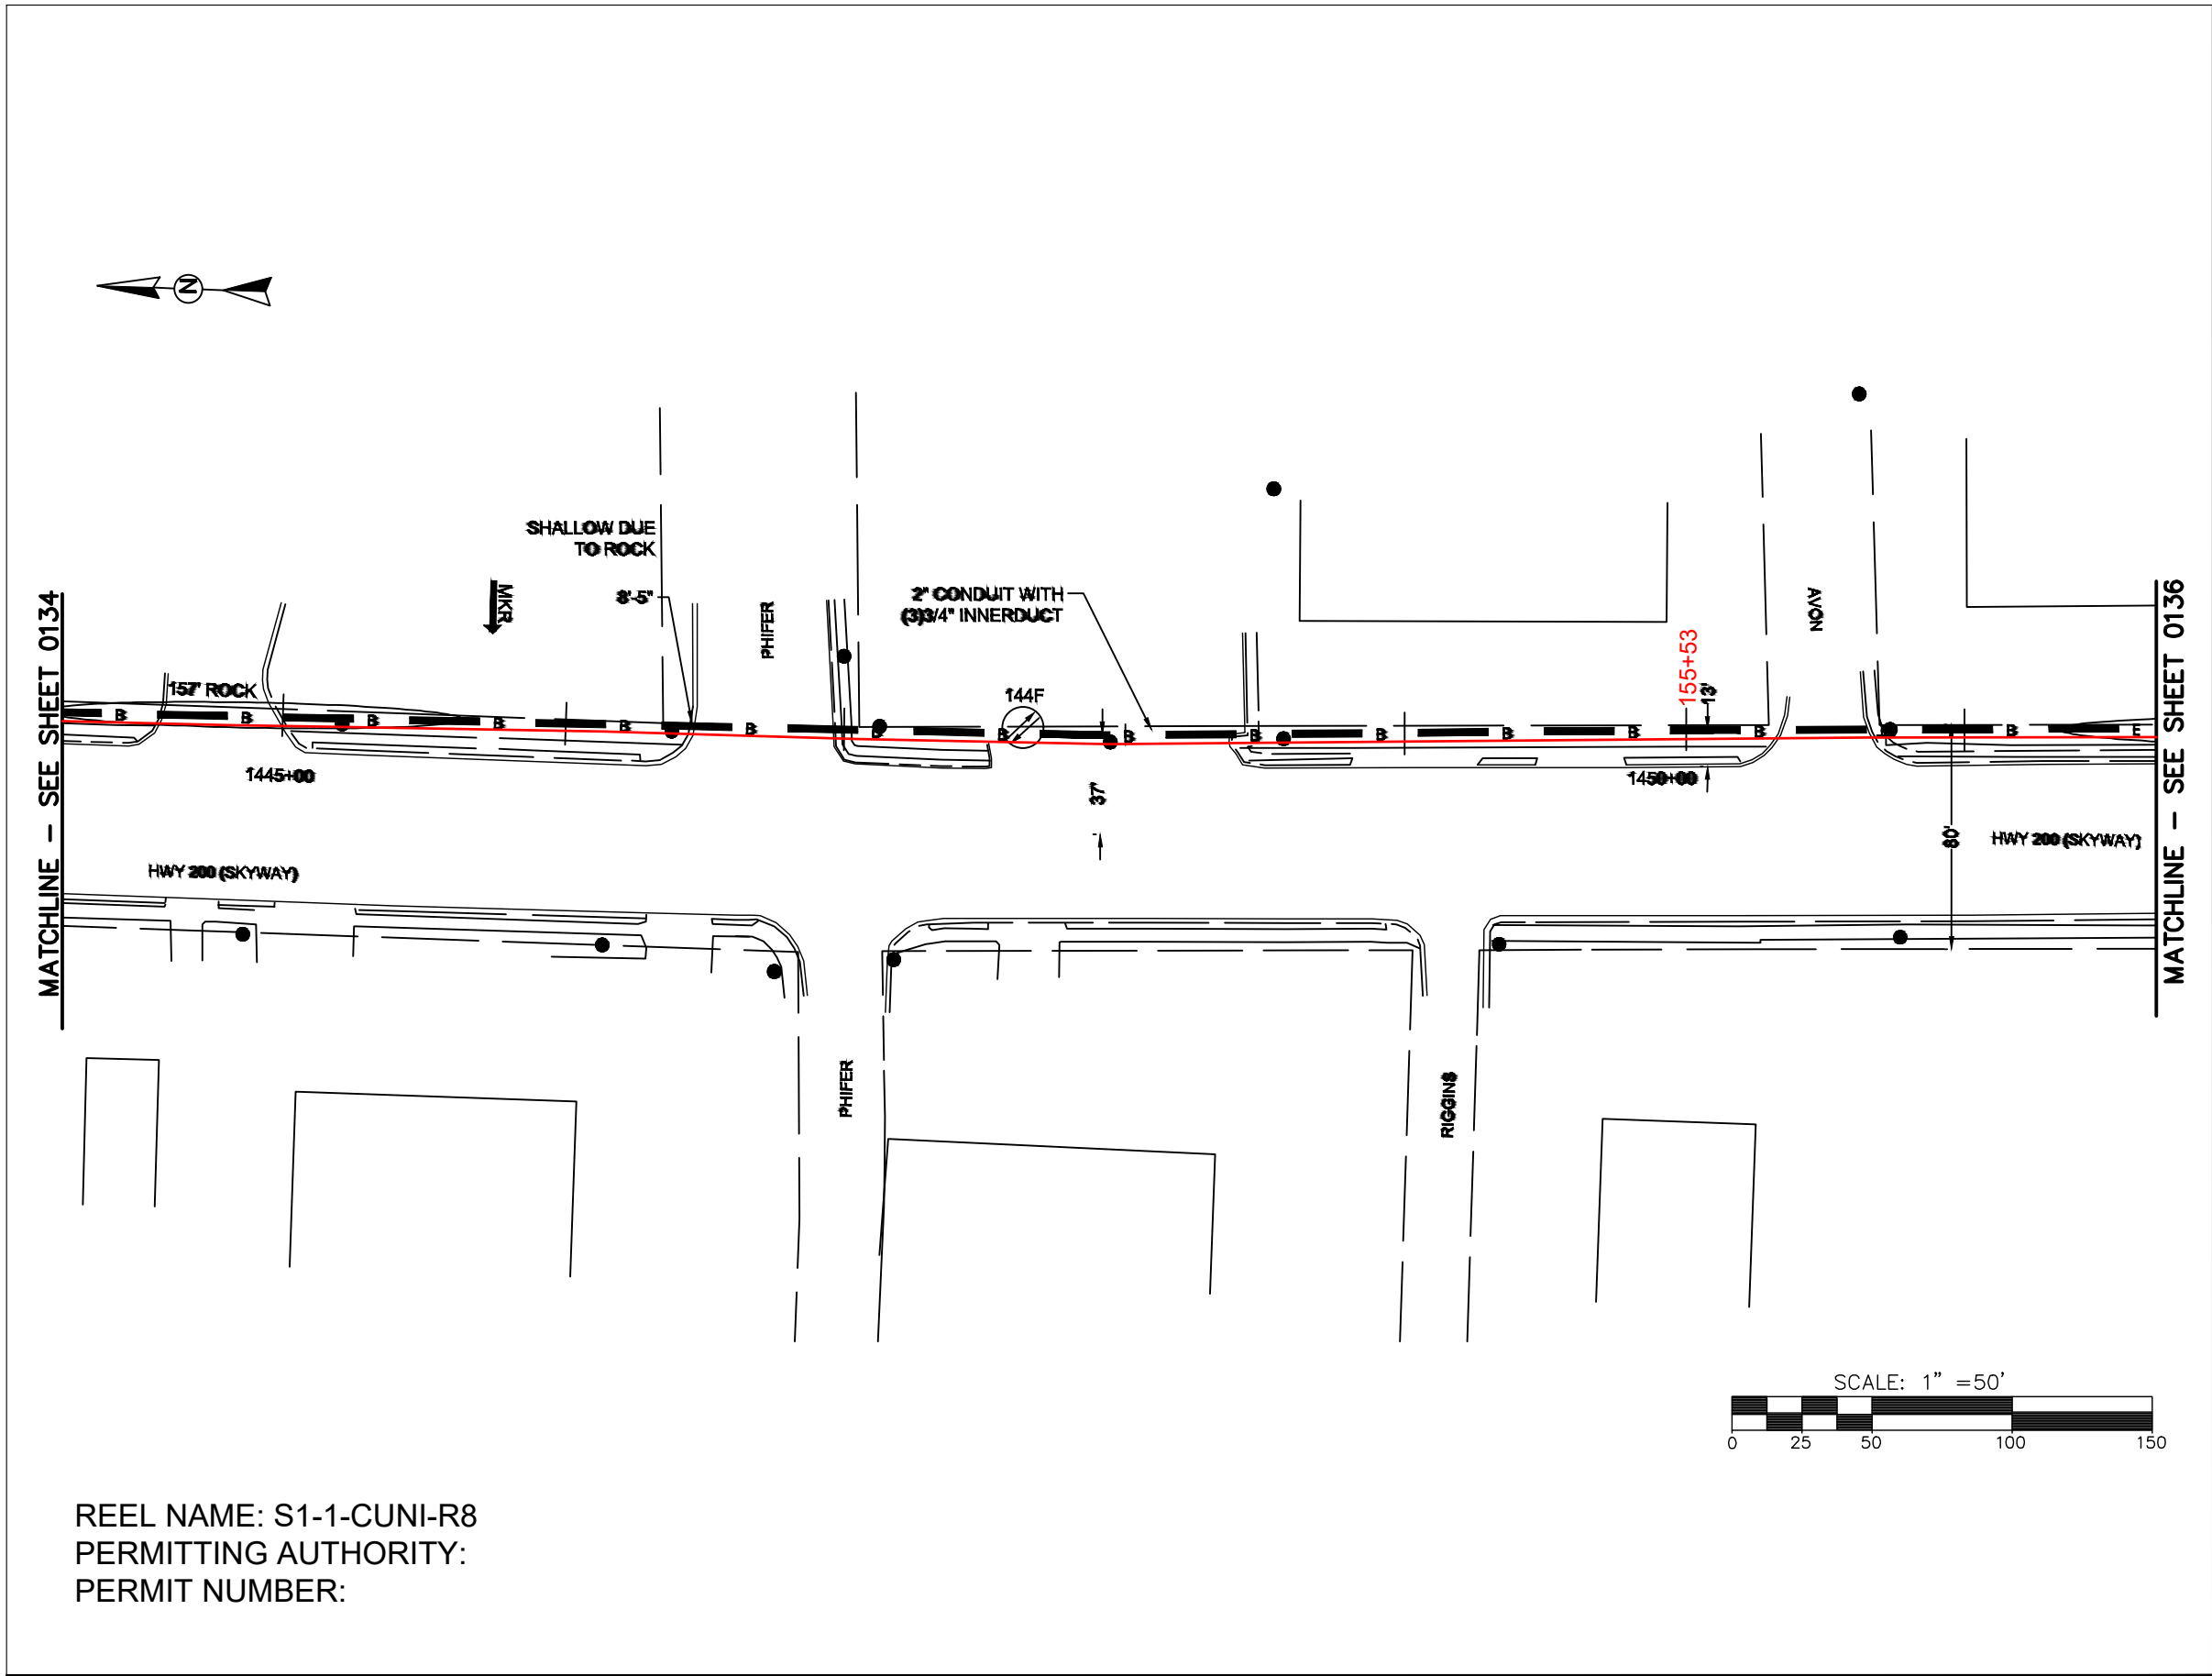 N
SHALLOW DUE
TO ROCK
MKR
8'-5"
PHIFER
2" CONDUIT WITH
(3)3/4" INNERDUCT
AVON
MATCHLINE - SEE SHEET 0134
MATCHLINE - SEE SHEET 0136
157' ROCK
144F
155+53
13'
B B B B B B B B B B B B B B B B E
1445+00
37'
1450+00
80'
HWY 200 (SKYWAY)
HWY 200 (SKYWAY)
PHIFER
RIGGINS
SCALE: 1" =50'
0 25 50 100 150
REEL NAME: S1-1-CUNI-R8
PERMITTING AUTHORITY:
PERMIT NUMBER: